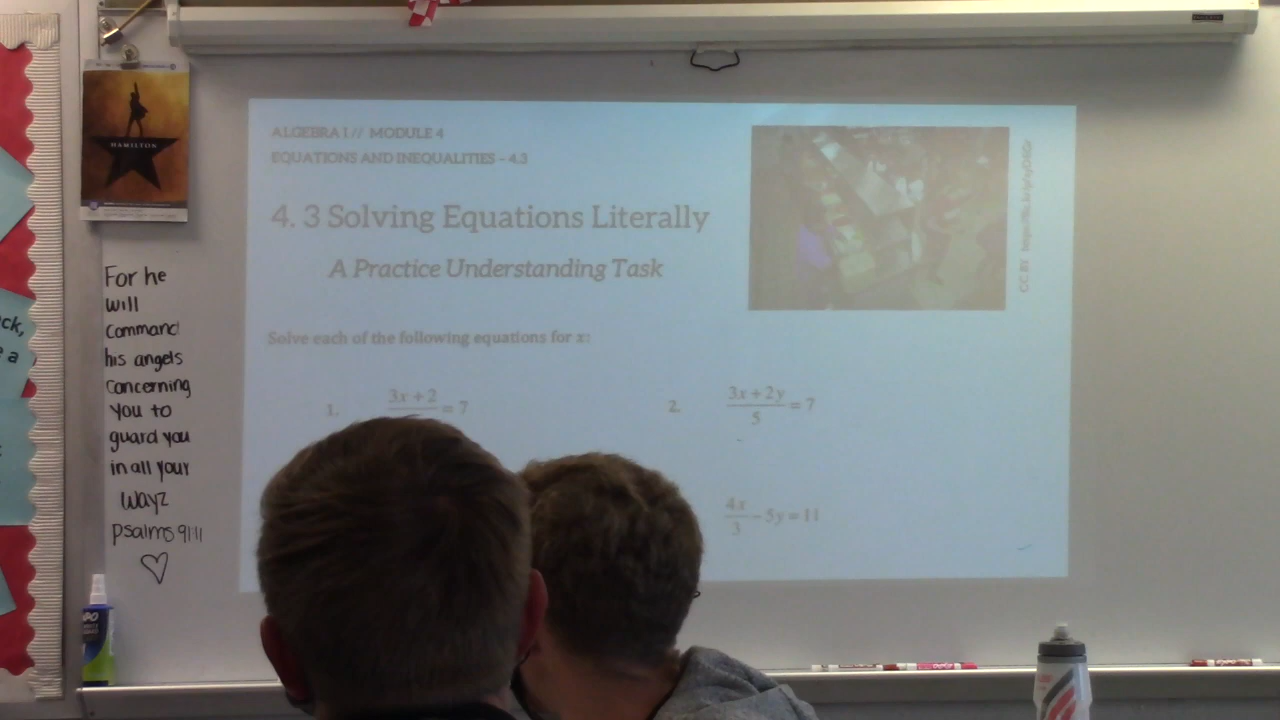 HAMILTON
For he
will
command
his angels
concerning
you to
guard you
in all your
wayz
psalms 91:11
ALGEBRA I // MODULE 4
EQUATIONS AND INEQUALITIES – 4.3
4. 3 Solving Equations Literally
A Practice Understanding Task
Solve each of the following equations for x:
1. 3x + 2 = 7
2. 3x + 2y / 5 = 7
4x / 3 – 5y = 11
CC BY